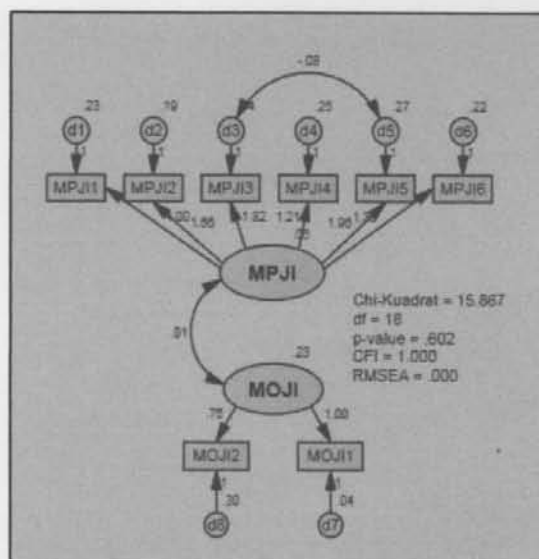 -.08
.23 .19 .25 .27 .22
d1 d2 d3 d4 d5 d6
1 1 1 1 1 1
MPJI1 MPJI2 MPJI3 MPJI4 MPJI5 MPJI6
1.66 1.82 1.21 1.96
MPJI
Chi-Kuadrat = 15.867
df = 18
p-value = .602
CFI = 1.000
RMSEA = .000
.01
.23
MOJI
.75 1.00
MOJI2 MOJI1
1 1
.30 .04
d8 d7